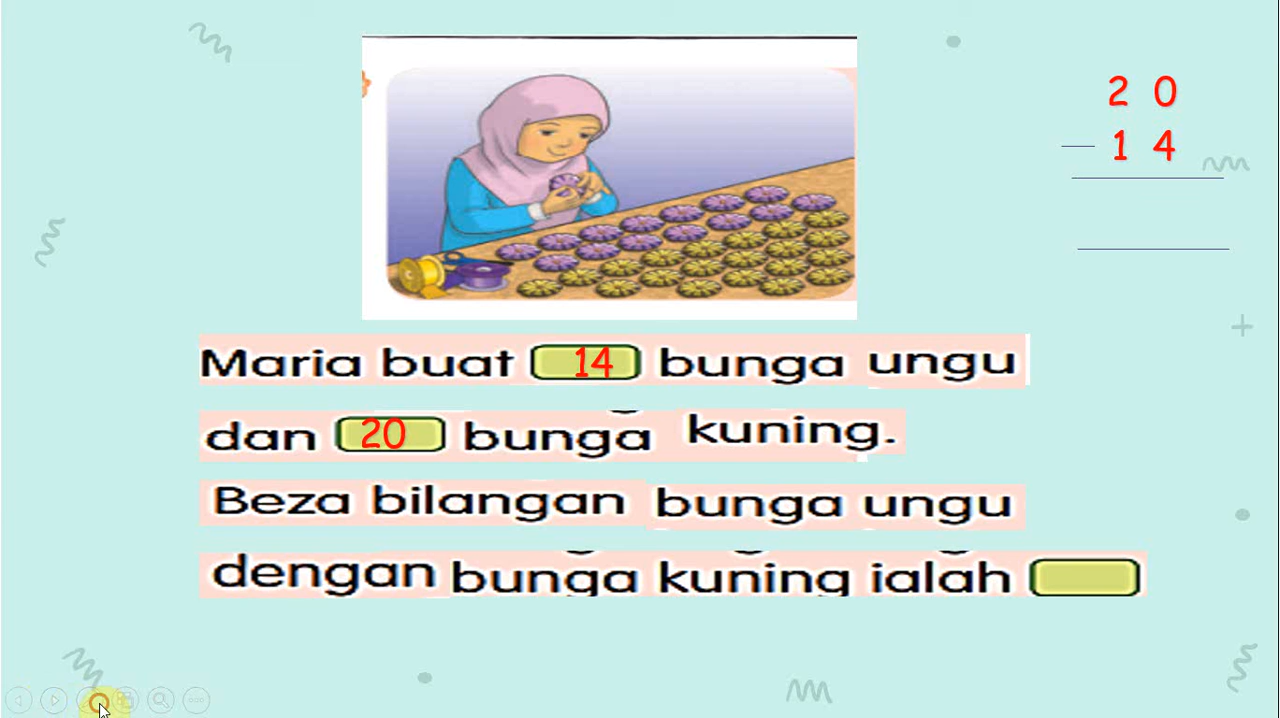 2 0
— 1 4
Maria buat 14 bunga ungu
dan 20 bunga kuning.
Beza bilangan bunga ungu
dengan bunga kuning ialah